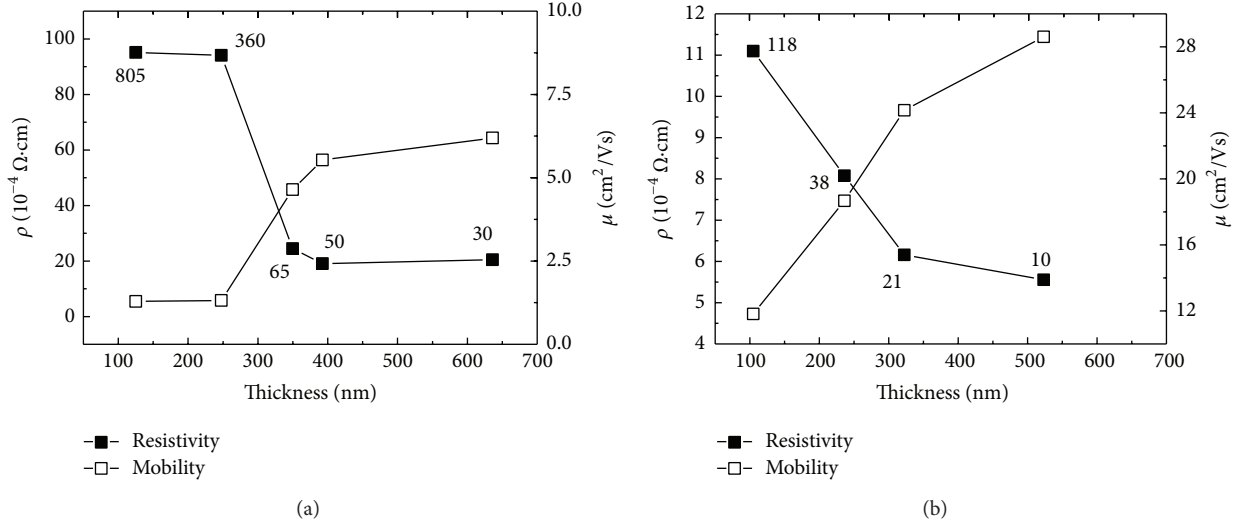 100
80
60
40
20
0
ρ (10⁻⁴ Ω·cm)
10.0
7.5
5.0
2.5
0.0
μ (cm²/Vs)
805
360
65
50
30
100 200 300 400 500 600 700
Thickness (nm)
Resistivity
Mobility
(a)
12
11
10
9
8
7
6
5
4
ρ (10⁻⁴ Ω·cm)
28
24
20
16
12
μ (cm²/Vs)
118
38
21
10
100 200 300 400 500 600 700
Thickness (nm)
Resistivity
Mobility
(b)